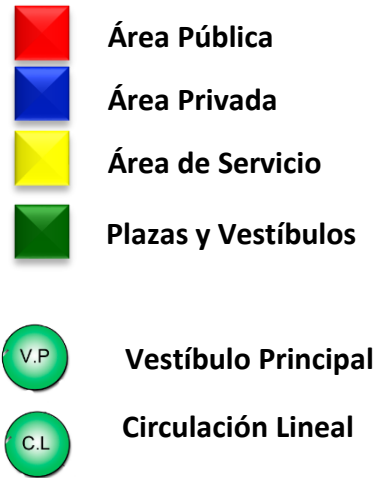 Área Pública
Área Privada
Área de Servicio
Plazas y Vestíbulos
V.P Vestíbulo Principal
C.L Circulación Lineal